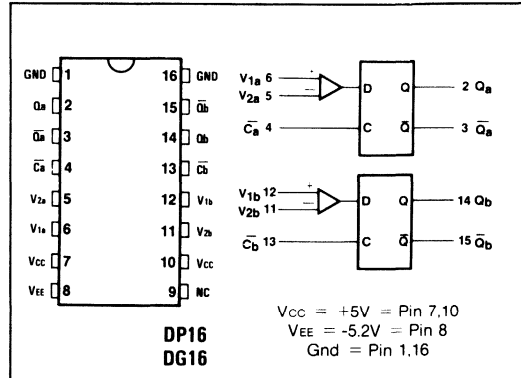 GND 1 16 GND
Qa 2 15 Q̅b
Q̅a 3 14 Qb
C̅a 4 13 C̅b
V2a 5 12 V1b
V1a 6 11 V2b
VCC 7 10 VCC
VEE 8 9 NC
DP16
DG16
V1a 6 +
V2a 5 −
D Q 2 Qa
C̅a 4 C Q̅ 3 Q̅a
V1b 12 +
V2b 11 −
D Q 14 Qb
C̅b 13 C Q̅ 15 Q̅b
VCC = +5V = Pin 7,10
VEE = -5.2V = Pin 8
Gnd = Pin 1,16